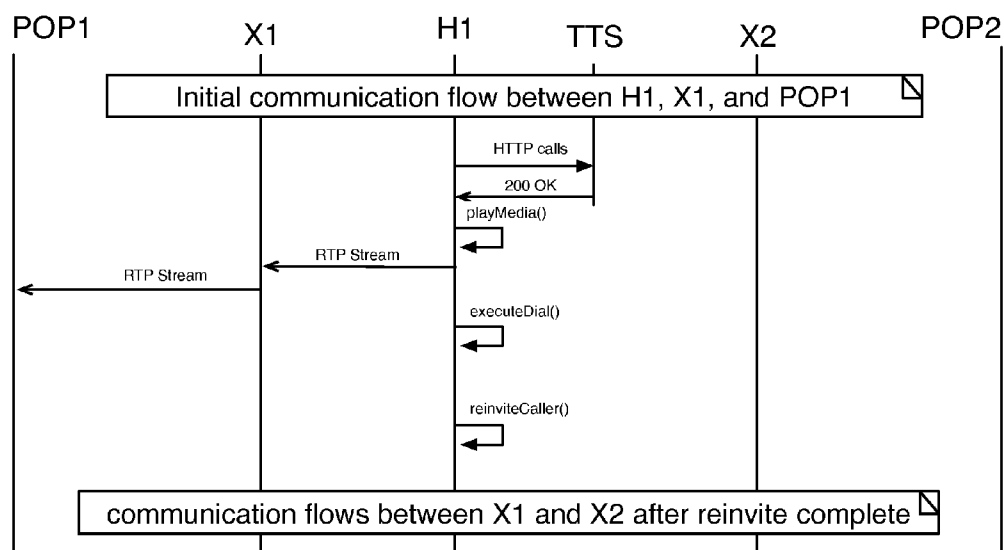 POP1 X1 H1 TTS X2 POP2
Initial communication flow between H1, X1, and POP1
HTTP calls
200 OK
playMedia()
RTP Stream
RTP Stream
executeDial()
reinviteCaller()
communication flows between X1 and X2 after reinvite complete